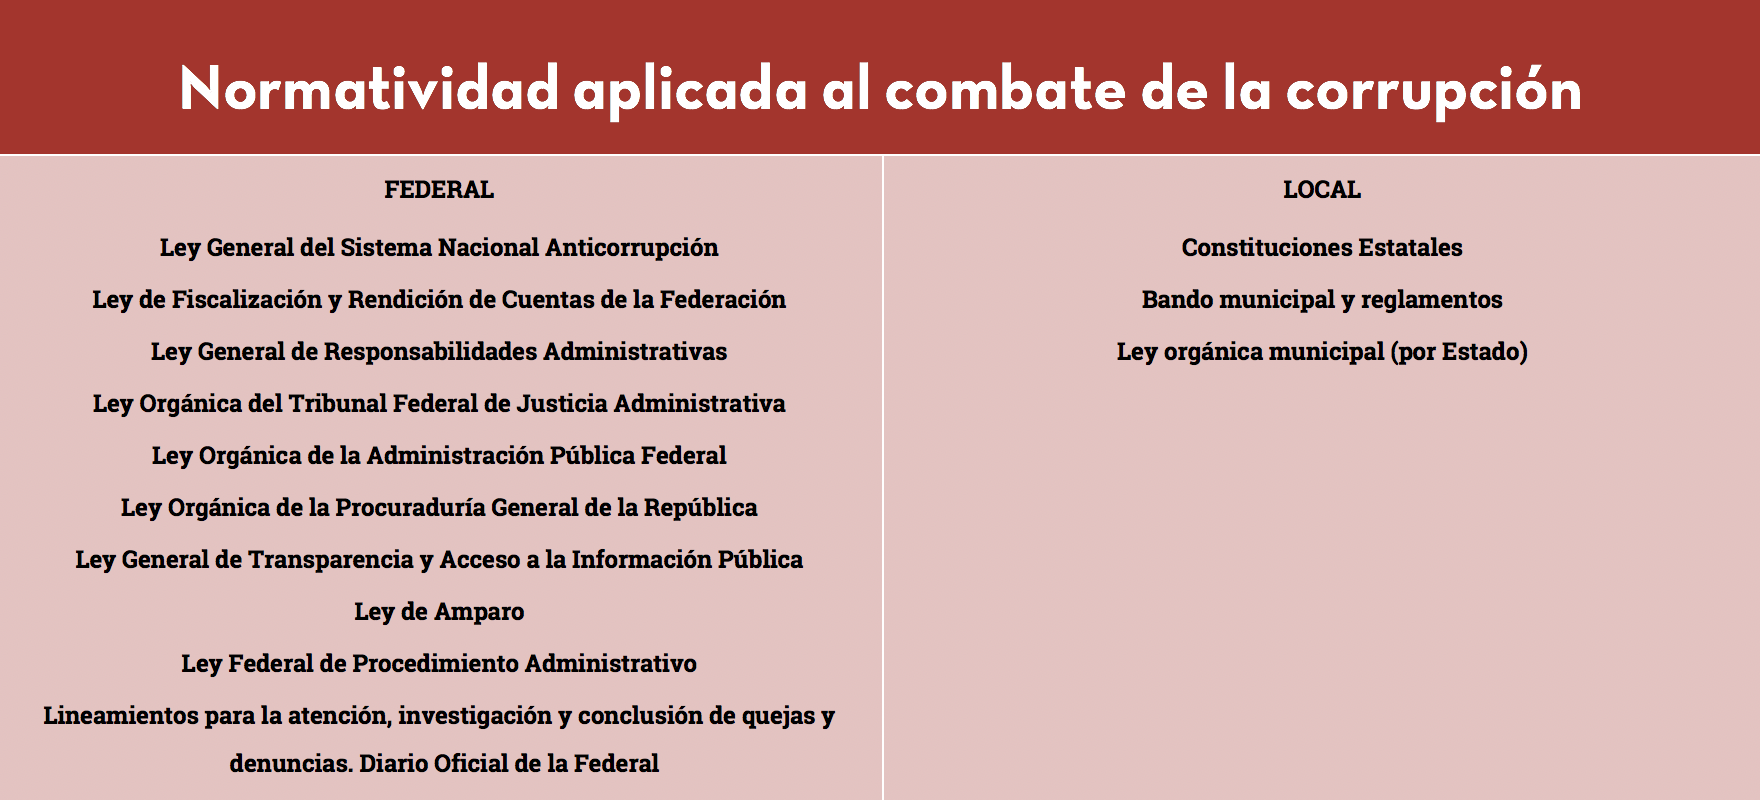 Normatividad aplicada al combate de la corrupción
FEDERAL
Ley General del Sistema Nacional Anticorrupción
Ley de Fiscalización y Rendición de Cuentas de la Federación
Ley General de Responsabilidades Administrativas
Ley Orgánica del Tribunal Federal de Justicia Administrativa
Ley Orgánica de la Administración Pública Federal
Ley Orgánica de la Procuraduría General de la República
Ley General de Transparencia y Acceso a la Información Pública
Ley de Amparo
Ley Federal de Procedimiento Administrativo
Lineamientos para la atención, investigación y conclusión de quejas y
denuncias. Diario Oficial de la Federal
LOCAL
Constituciones Estatales
Bando municipal y reglamentos
Ley orgánica municipal (por Estado)